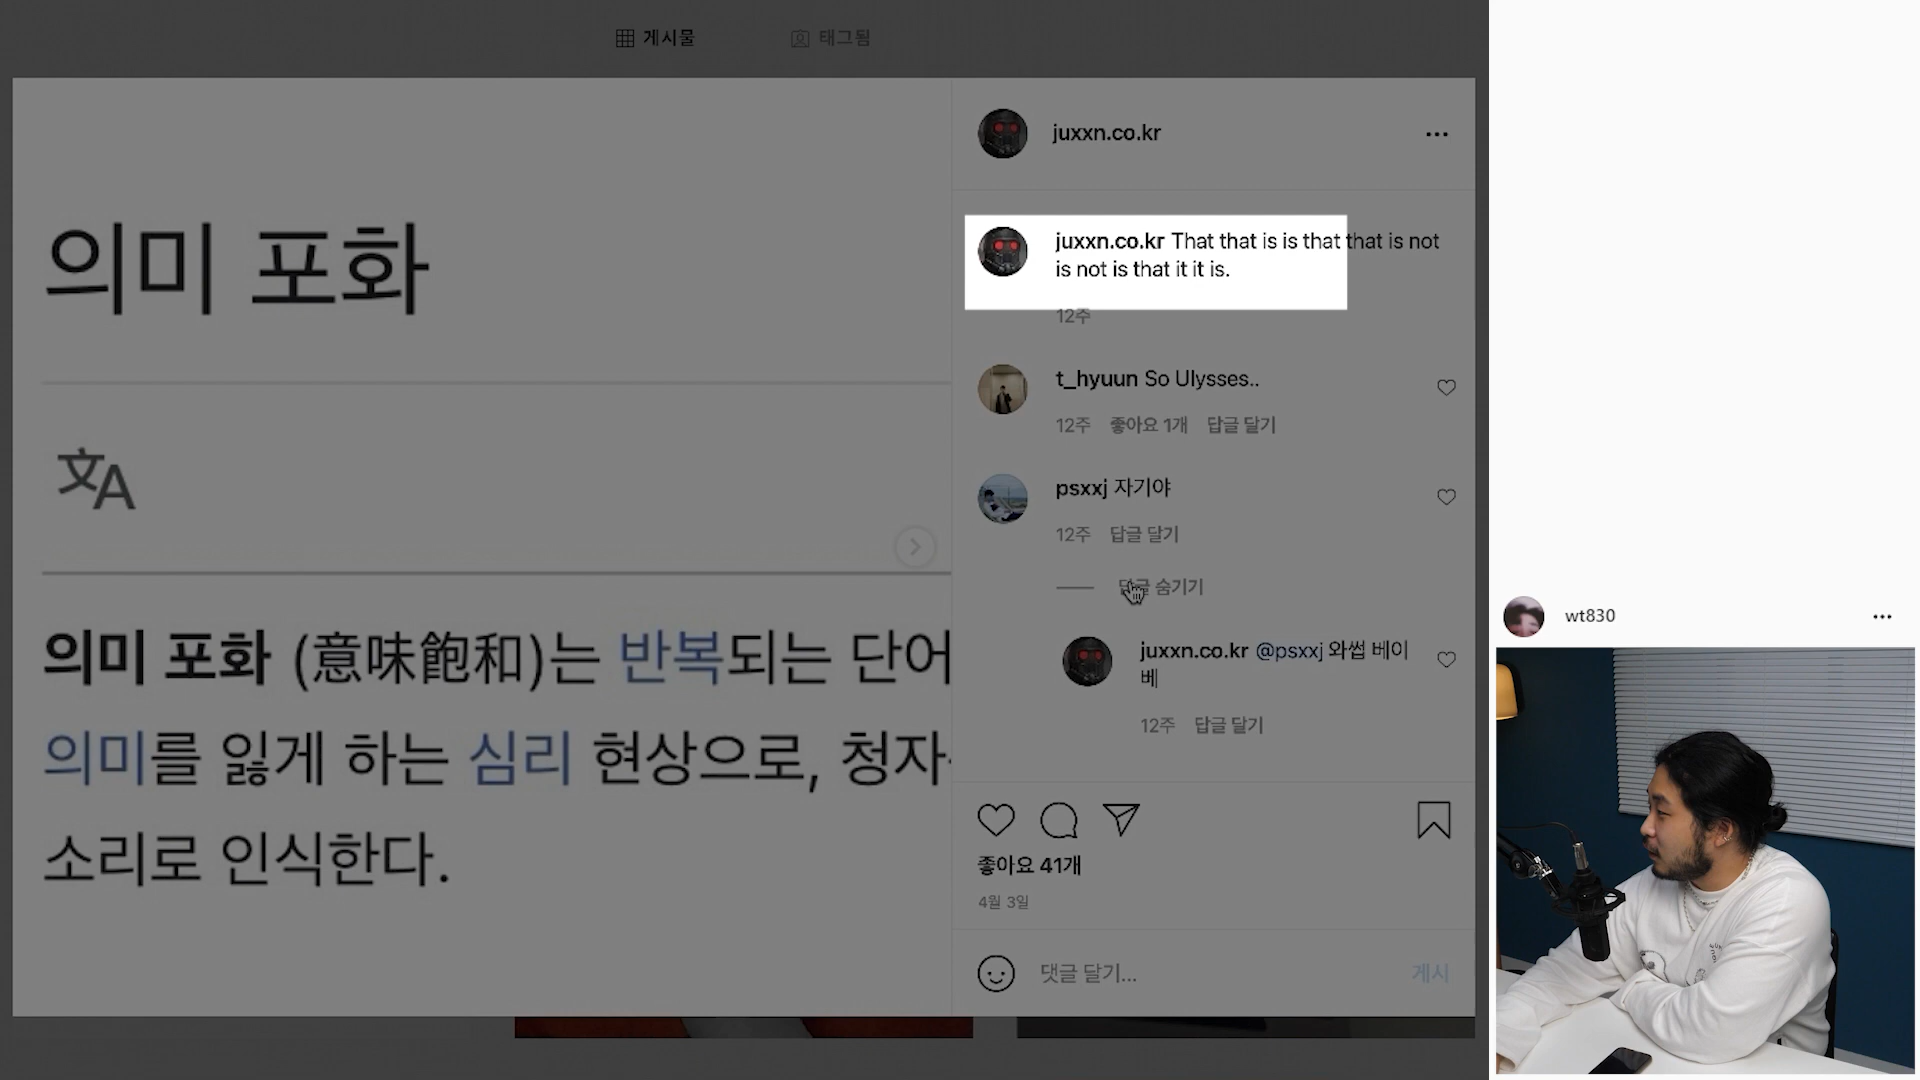 게시물
태그됨
의미 포화
文A
의미 포화 (意味飽和)는 반복되는 단어
의미를 잃게 하는 심리 현상으로, 청자
소리로 인식한다.
juxxn.co.kr
juxxn.co.kr That that is is that that is not
is not is that it it is.
12주
t_hyuun So Ulysses..
12주 좋아요 1개 답글 달기
psxxj 자기야
12주 답글 달기
답글 숨기기
juxxn.co.kr @psxxj 와썹 베이
베
12주 답글 달기
좋아요 41개
4월 3일
댓글 달기...
게시
wt830